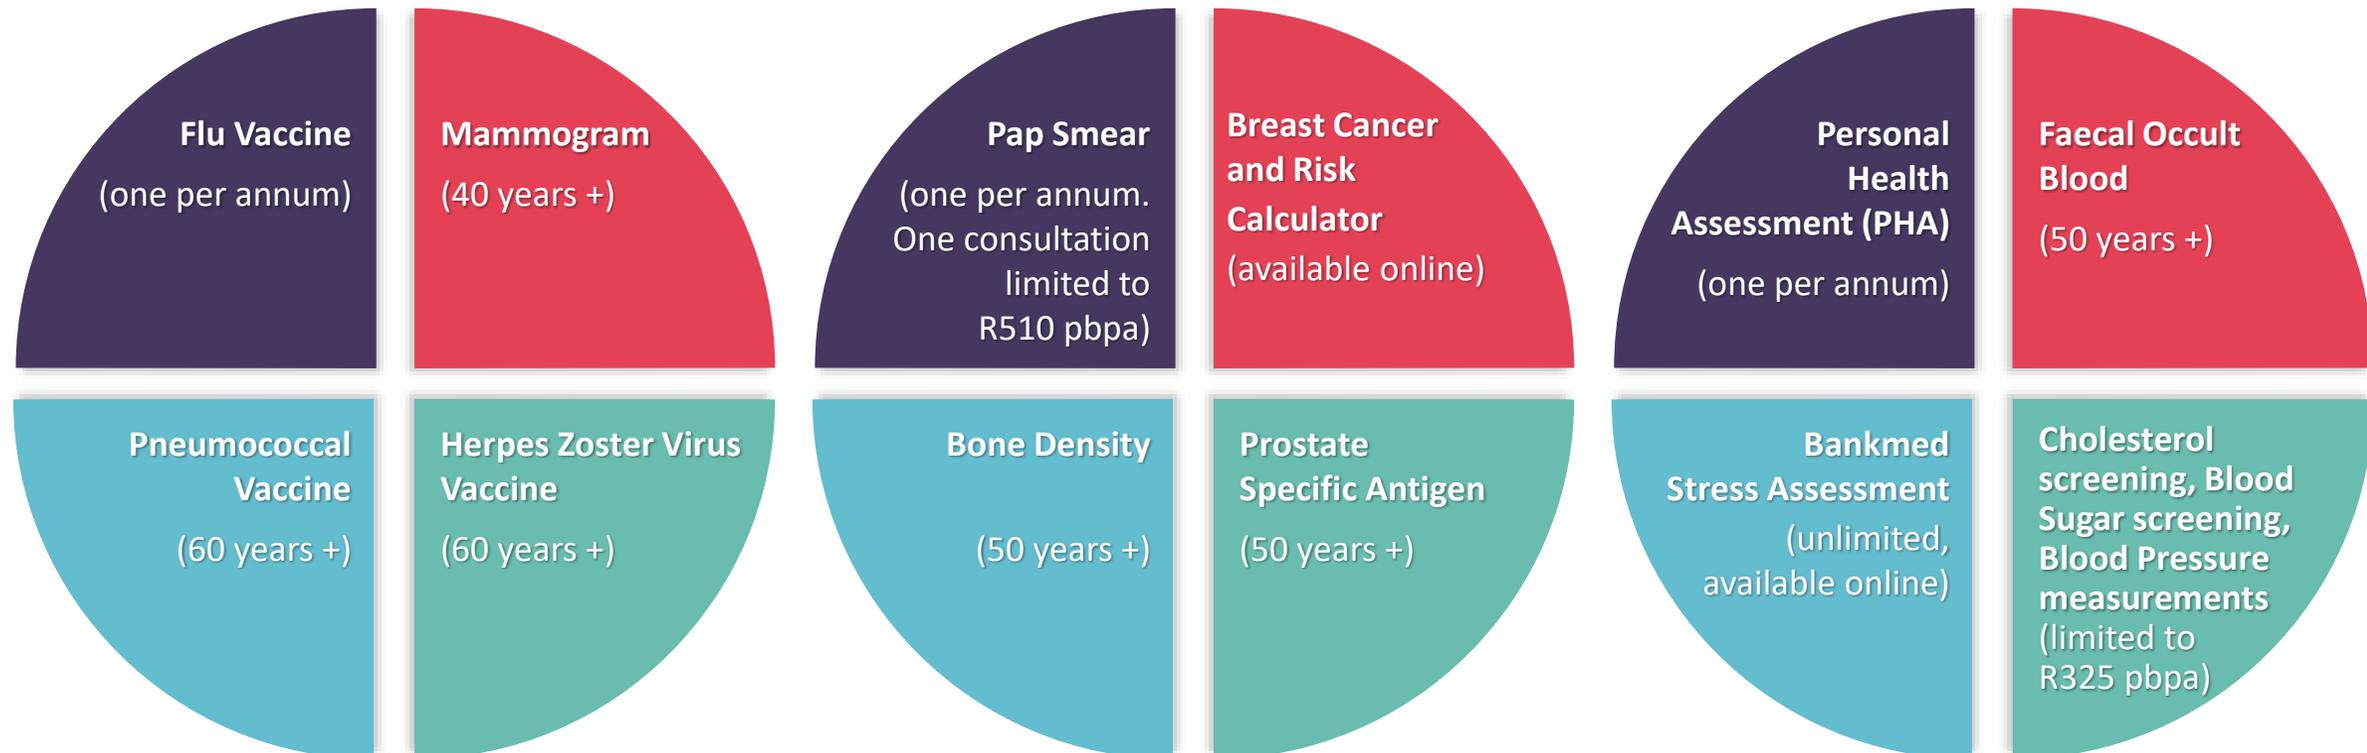 Flu Vaccine
(one per annum)
Mammogram
(40 years +)
Pneumococcal
Vaccine
(60 years +)
Herpes Zoster Virus
Vaccine
(60 years +)
Pap Smear
(one per annum.
One consultation
limited to
R510 pbpa)
Breast Cancer
and Risk
Calculator
(available online)
Bone Density
(50 years +)
Prostate
Specific Antigen
(50 years +)
Personal
Health
Assessment (PHA)
(one per annum)
Faecal Occult
Blood
(50 years +)
Bankmed
Stress Assessment
(unlimited,
available online)
Cholesterol
screening, Blood
Sugar screening,
Blood Pressure
measurements
(limited to
R325 pbpa)